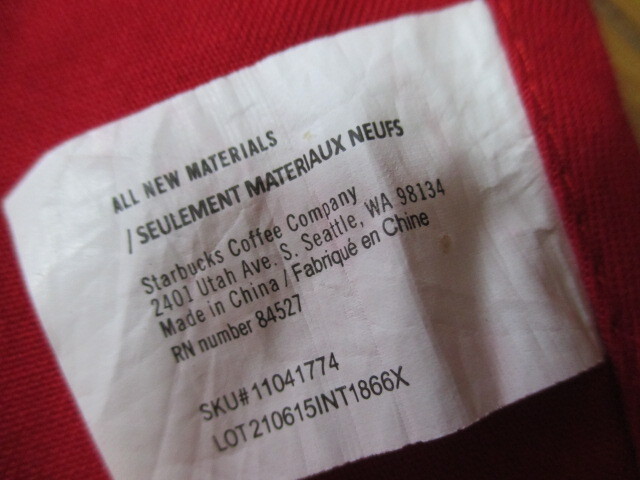 ALL NEW MATERIALS
/ SEULEMENT MATERIAUX NEUFS
Starbucks Coffee Company
2401 Utah Ave. S. Seattle, WA 98134
Made in China / Fabriqué en Chine
RN number 84527
SKU#11041774
LOT210615INT1866X